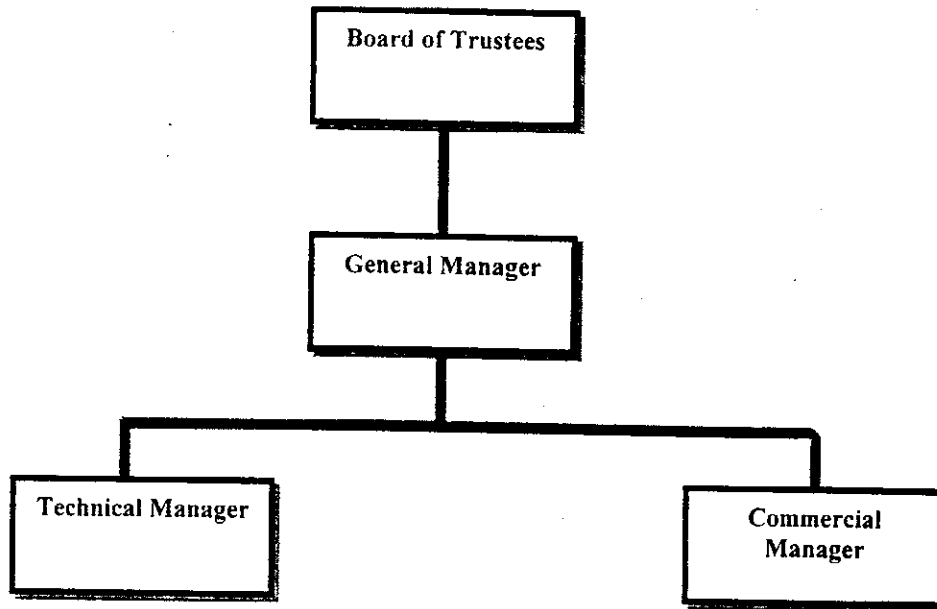 Board of Trustees
General Manager
Technical Manager
Commercial
Manager